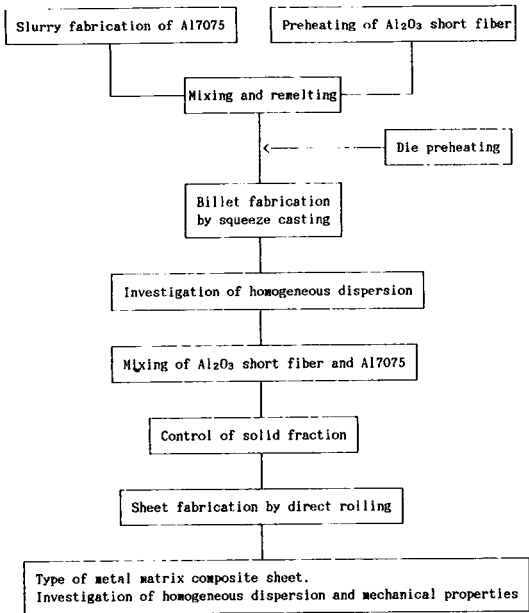 Slurry fabrication of Al7075
Preheating of Al₂O₃ short fiber
Mixing and remelting
Die preheating
Billet fabrication
by squeeze casting
Investigation of homogeneous dispersion
Mixing of Al₂O₃ short fiber and Al7075
Control of solid fraction
Sheet fabrication by direct rolling
Type of metal matrix composite sheet.
Investigation of homogeneous dispersion and mechanical properties